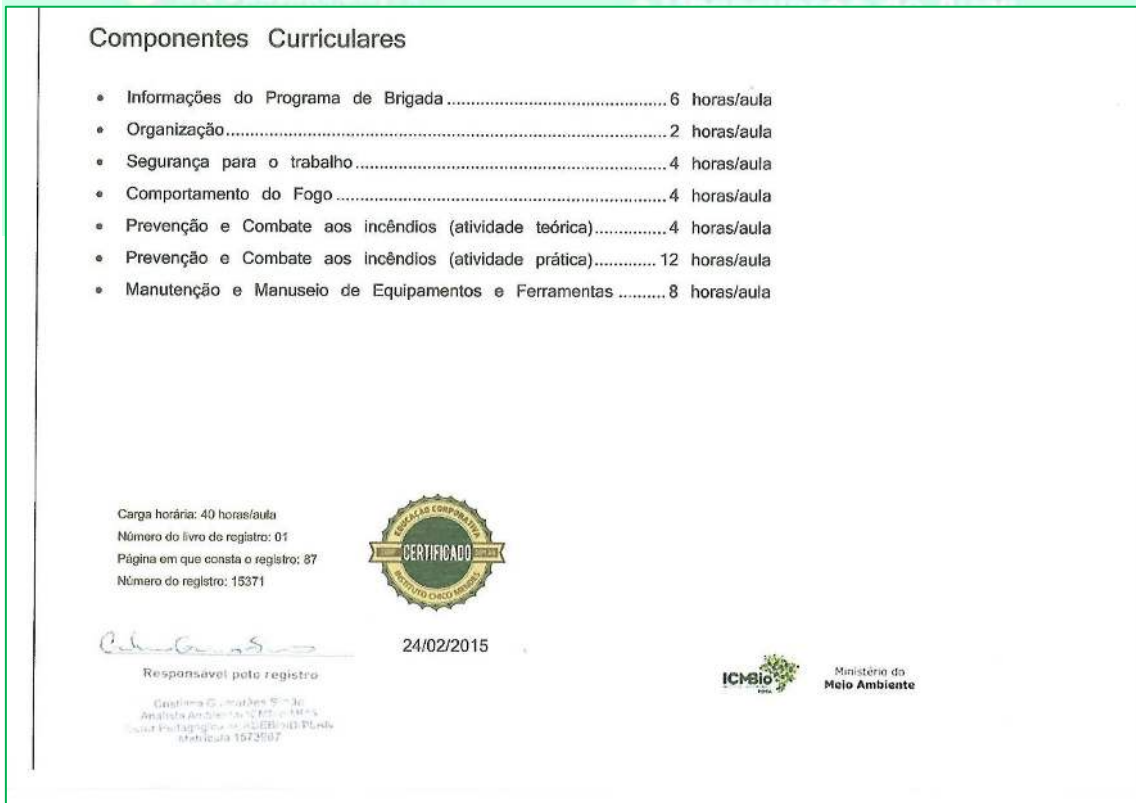 Componentes Curriculares
• Informações do Programa de Brigada ............................................ 6 horas/aula
• Organização ........................................................................................ 2 horas/aula
• Segurança para o trabalho .............................................................. 4 horas/aula
• Comportamento do Fogo .................................................................. 4 horas/aula
• Prevenção e Combate aos incêndios (atividade teórica) ............... 4 horas/aula
• Prevenção e Combate aos incêndios (atividade prática) ............. 12 horas/aula
• Manutenção e Manuseio de Equipamentos e Ferramentas .......... 8 horas/aula
Carga horária: 40 horas/aula
Número do livro de registro: 01
Página em que consta o registro: 87
Número do registro: 15371
EDUCAÇÃO CORPORATIVA
CERTIFICADO
INSTITUTO CHICO MENDES
24/02/2015
Responsável pelo registro
Analista Ambiental
Matrícula
ICMBio
Ministério do
Meio Ambiente